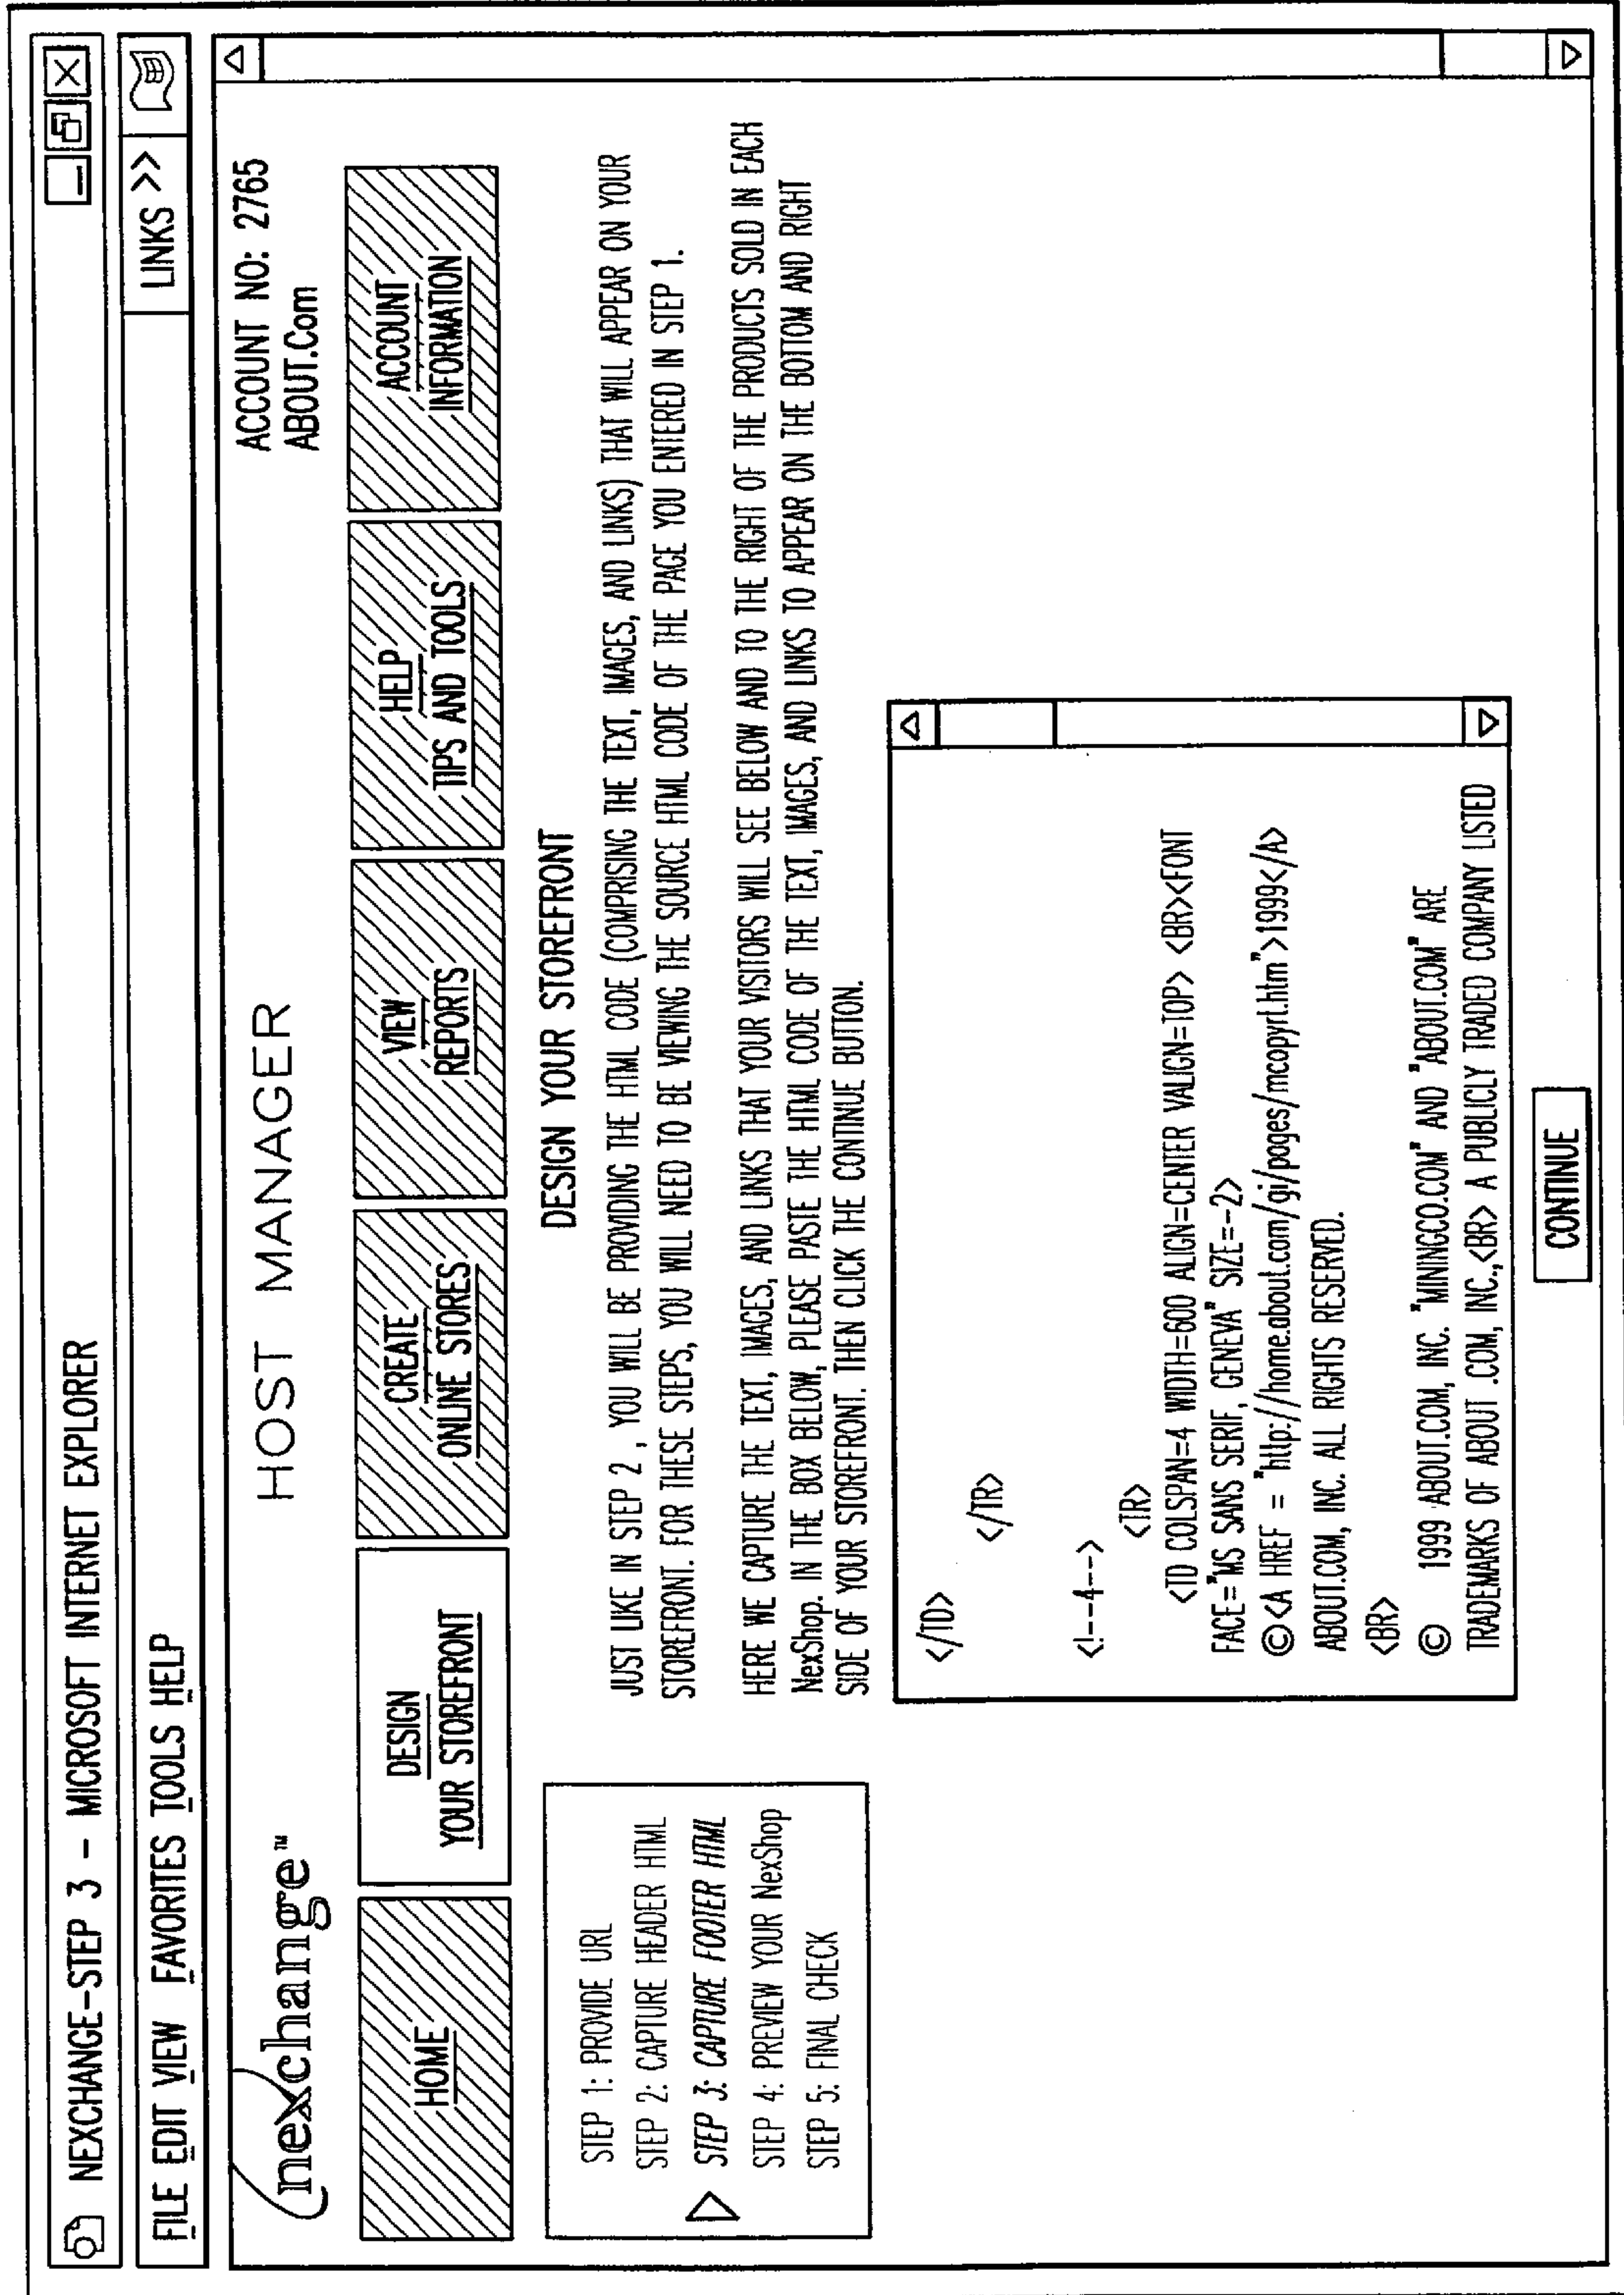 NEXCHANGE-STEP 3 - MICROSOFT INTERNET EXPLORER
FILE EDIT VIEW FAVORITES TOOLS HELP
LINKS >>
nexchange™
HOST MANAGER
ACCOUNT NO: 2765
ABOUT.Com
HOME
DESIGN
YOUR STOREFRONT
CREATE
ONLINE STORES
VIEW
REPORTS
HELP
TIPS AND TOOLS
ACCOUNT
INFORMATION
STEP 1: PROVIDE URL
STEP 2: CAPTURE HEADER HTML
STEP 3: CAPTURE FOOTER HTML
STEP 4: PREVIEW YOUR NexShop
STEP 5: FINAL CHECK
DESIGN YOUR STOREFRONT
JUST LIKE IN STEP 2 , YOU WILL BE PROVIDING THE HTML CODE (COMPRISING THE TEXT, IMAGES, AND LINKS) THAT WILL APPEAR ON YOUR
STOREFRONT. FOR THESE STEPS, YOU WILL NEED TO BE VIEWING THE SOURCE HTML CODE OF THE PAGE YOU ENTERED IN STEP 1.
HERE WE CAPTURE THE TEXT, IMAGES, AND LINKS THAT YOUR VISITORS WILL SEE BELOW AND TO THE RIGHT OF THE PRODUCTS SOLD IN EACH
NexShop. IN THE BOX BELOW, PLEASE PASTE THE HTML CODE OF THE TEXT, IMAGES, AND LINKS TO APPEAR ON THE BOTTOM AND RIGHT
SIDE OF YOUR STOREFRONT. THEN CLICK THE CONTINUE BUTTON.
</TD>
</TR>
<!--4-->
<TR>
<TD COLSPAN=4 WIDTH=600 ALIGN=CENTER VALIGN=TOP> <BR><FONT
FACE="MS SANS SERIF, GENEVA" SIZE=-2>
©<A HREF = "http://home.about.com/gi/pages/mcopyrt.htm">1999</A>
ABOUT.COM, INC. ALL RIGHTS RESERVED.
<BR>
© 1999 ABOUT.COM, INC. "MININGCO.COM" AND "ABOUT.COM" ARE
TRADEMARKS OF ABOUT .COM, INC.,<BR> A PUBLICLY TRADED COMPANY LISTED
CONTINUE